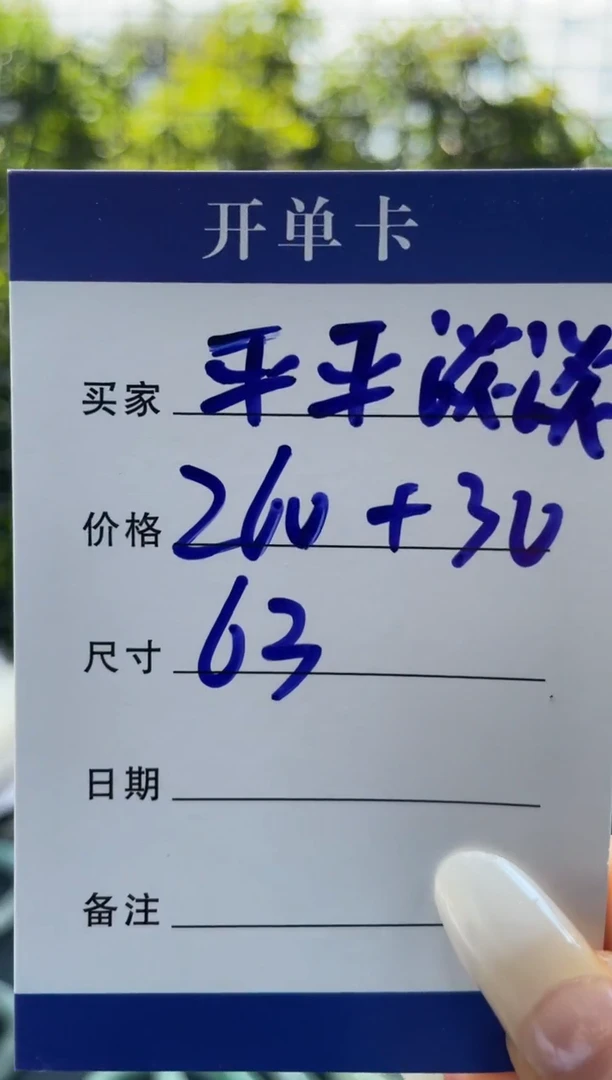 开单卡
买家 平平淡淡
价格 260 + 30
尺寸 63
日期
备注